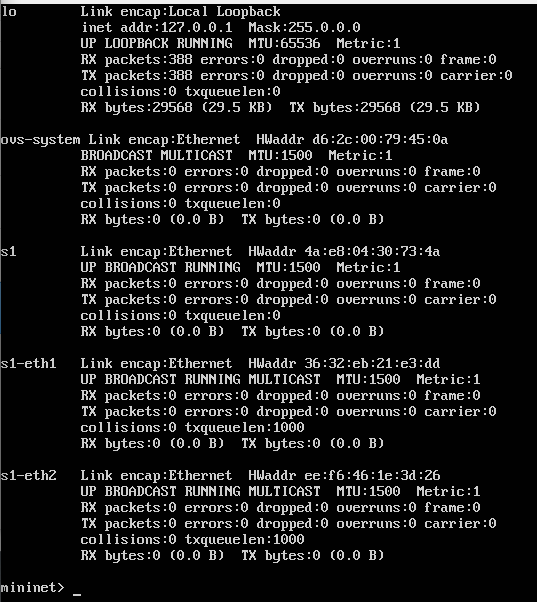 lo        Link encap:Local Loopback
          inet addr:127.0.0.1  Mask:255.0.0.0
          UP LOOPBACK RUNNING  MTU:65536  Metric:1
          RX packets:388 errors:0 dropped:0 overruns:0 frame:0
          TX packets:388 errors:0 dropped:0 overruns:0 carrier:0
          collisions:0 txqueuelen:0
          RX bytes:29568 (29.5 KB)  TX bytes:29568 (29.5 KB)

ovs-system Link encap:Ethernet  HWaddr d6:2c:00:79:45:0a
          BROADCAST MULTICAST  MTU:1500  Metric:1
          RX packets:0 errors:0 dropped:0 overruns:0 frame:0
          TX packets:0 errors:0 dropped:0 overruns:0 carrier:0
          collisions:0 txqueuelen:0
          RX bytes:0 (0.0 B)  TX bytes:0 (0.0 B)

s1        Link encap:Ethernet  HWaddr 4a:e8:04:30:73:4a
          UP BROADCAST RUNNING  MTU:1500  Metric:1
          RX packets:0 errors:0 dropped:0 overruns:0 frame:0
          TX packets:0 errors:0 dropped:0 overruns:0 carrier:0
          collisions:0 txqueuelen:0
          RX bytes:0 (0.0 B)  TX bytes:0 (0.0 B)

s1-eth1   Link encap:Ethernet  HWaddr 36:32:eb:21:e3:dd
          UP BROADCAST RUNNING MULTICAST  MTU:1500  Metric:1
          RX packets:0 errors:0 dropped:0 overruns:0 frame:0
          TX packets:0 errors:0 dropped:0 overruns:0 carrier:0
          collisions:0 txqueuelen:1000
          RX bytes:0 (0.0 B)  TX bytes:0 (0.0 B)

s1-eth2   Link encap:Ethernet  HWaddr ee:f6:46:1e:3d:26
          UP BROADCAST RUNNING MULTICAST  MTU:1500  Metric:1
          RX packets:0 errors:0 dropped:0 overruns:0 frame:0
          TX packets:0 errors:0 dropped:0 overruns:0 carrier:0
          collisions:0 txqueuelen:1000
          RX bytes:0 (0.0 B)  TX bytes:0 (0.0 B)

mininet> _